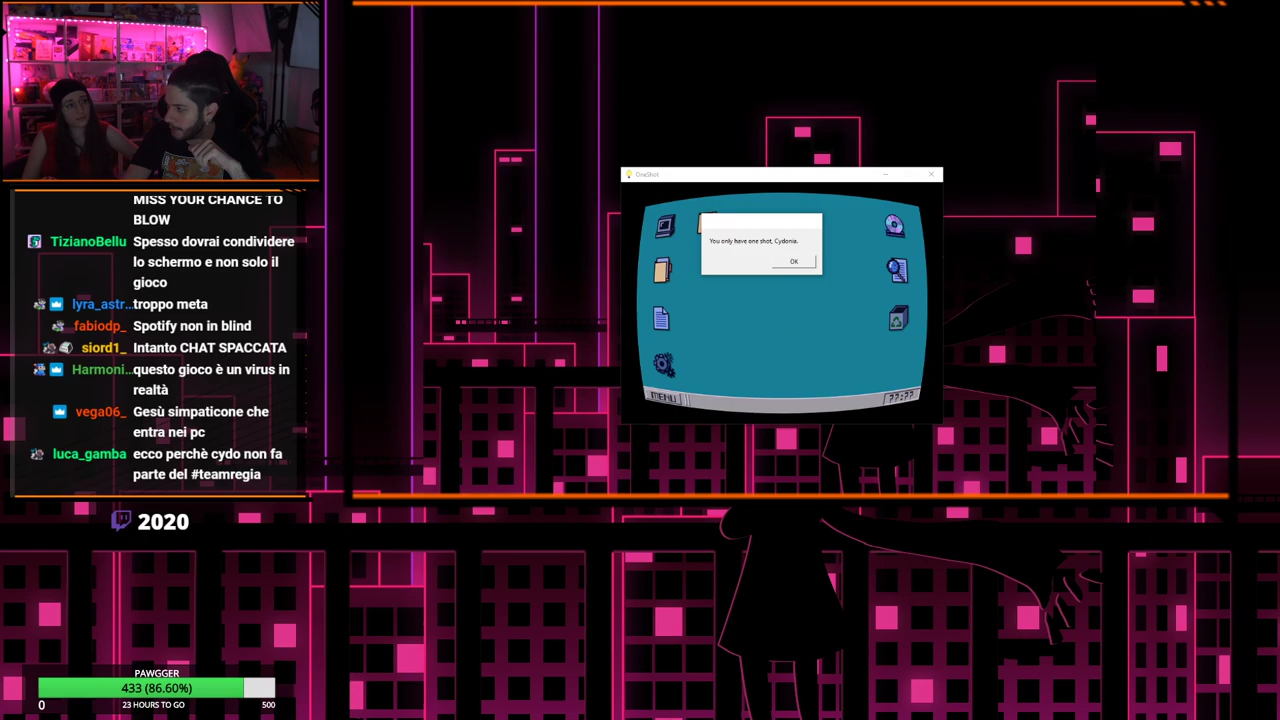 MISS YOUR CHANCE TO
BLOW
TizianoBellu Spesso dovrai condividere
lo schermo e non solo il
gioco
lyra_astr... troppo meta
fabiodp_ Spotify non in blind
siord1_ Intanto CHAT SPACCATA
Harmoni... questo gioco è un virus in
realtà
vega06_ Gesù simpaticone che
entra nei pc
luca_gamba ecco perchè cydo non fa
parte del #teamregia
2020
PAWGGER
433 (86.60%)
0 23 HOURS TO GO 500
OneShot
You only have one shot, Cydonia.
OK
MENU
??:??